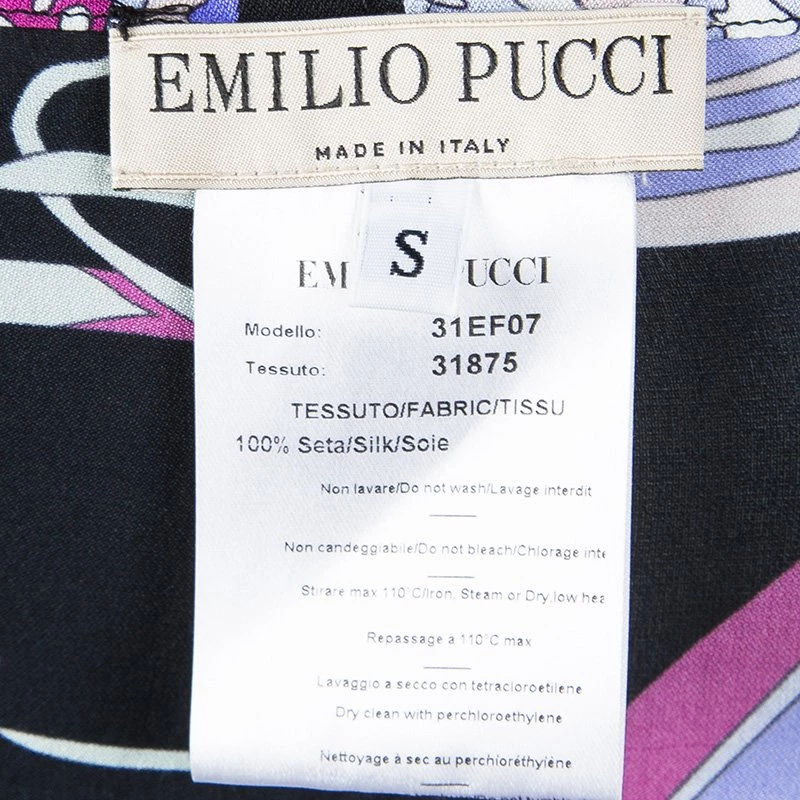 EMILIO PUCCI
MADE IN ITALY
S
EM PUCCI
Modello: 31EF07
Tessuto: 31875
TESSUTO/FABRIC/TISSU
100% Seta/Silk/Soie
Non lavare/Do not wash/Lavage interdit
Non candeggiabile/Do not bleach/Chlorage inte
Stirare max 110°C/Iron. Steam or Dry,low hea
Repassage à 110°C max
Lavaggio a secco con tetracloroetilene
Dry clean with perchloroethylene
Nettoyage à sec au perchloréthylène